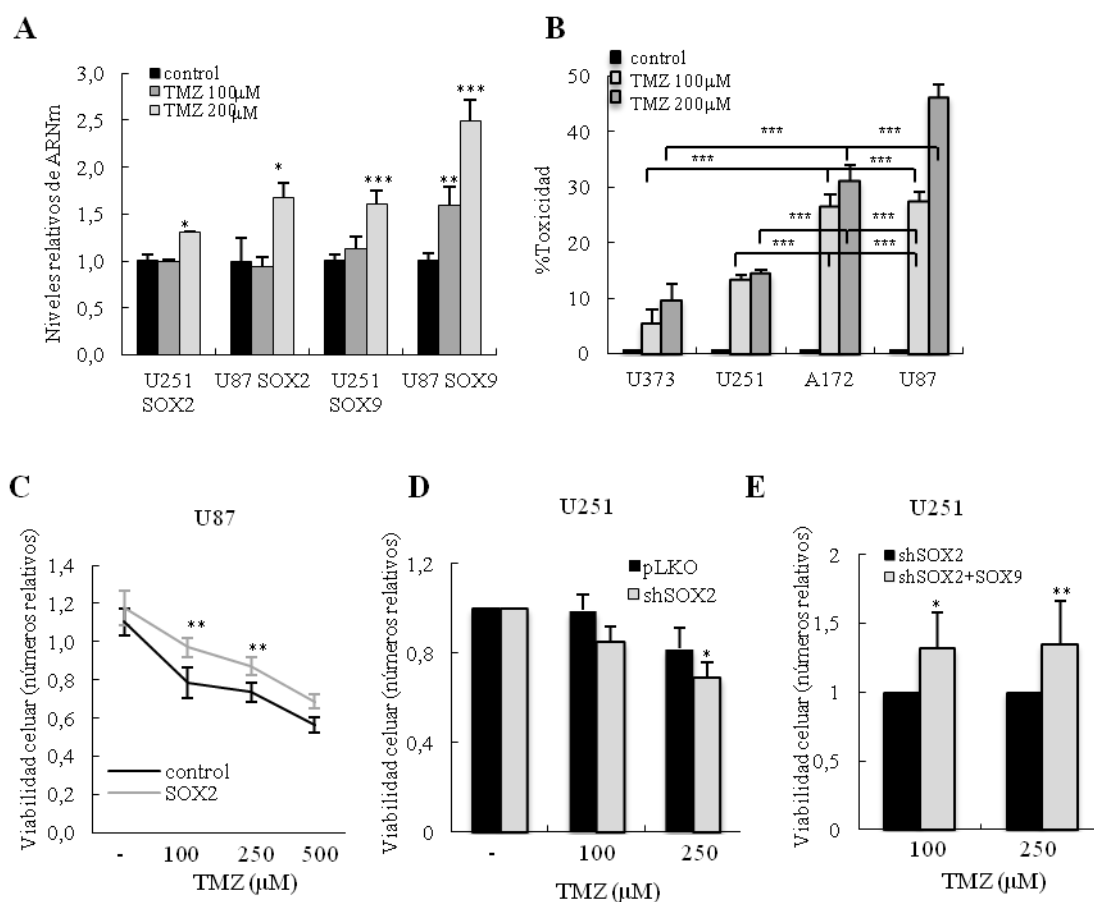 A
Niveles relativos de ARNm
3,0
2,5
2,0
1,5
1,0
0,5
0,0
control
TMZ 100µM
TMZ 200µM
*
*
***
**
***
U251 SOX2
U87 SOX2
U251 SOX9
U87 SOX9
B
%Toxicidad
50
40
30
20
10
0
control
TMZ 100µM
TMZ 200µM
***
***
***
***
***
***
***
***
U373
U251
A172
U87
C
U87
Viabilidad celuar (números relativos)
1,4
1,2
1,0
0,8
0,6
0,4
0,2
0,0
**
**
control
SOX2
-
100
250
500
TMZ (µM)
D
U251
Viabilidad celuar (números relativos)
1,2
0,8
0,4
0
pLKO
shSOX2
*
-
100
250
TMZ (µM)
E
U251
Viabilidad celuar (números relativos)
2
1,5
1
0,5
0
shSOX2
shSOX2+SOX9
*
**
100
250
TMZ (µM)